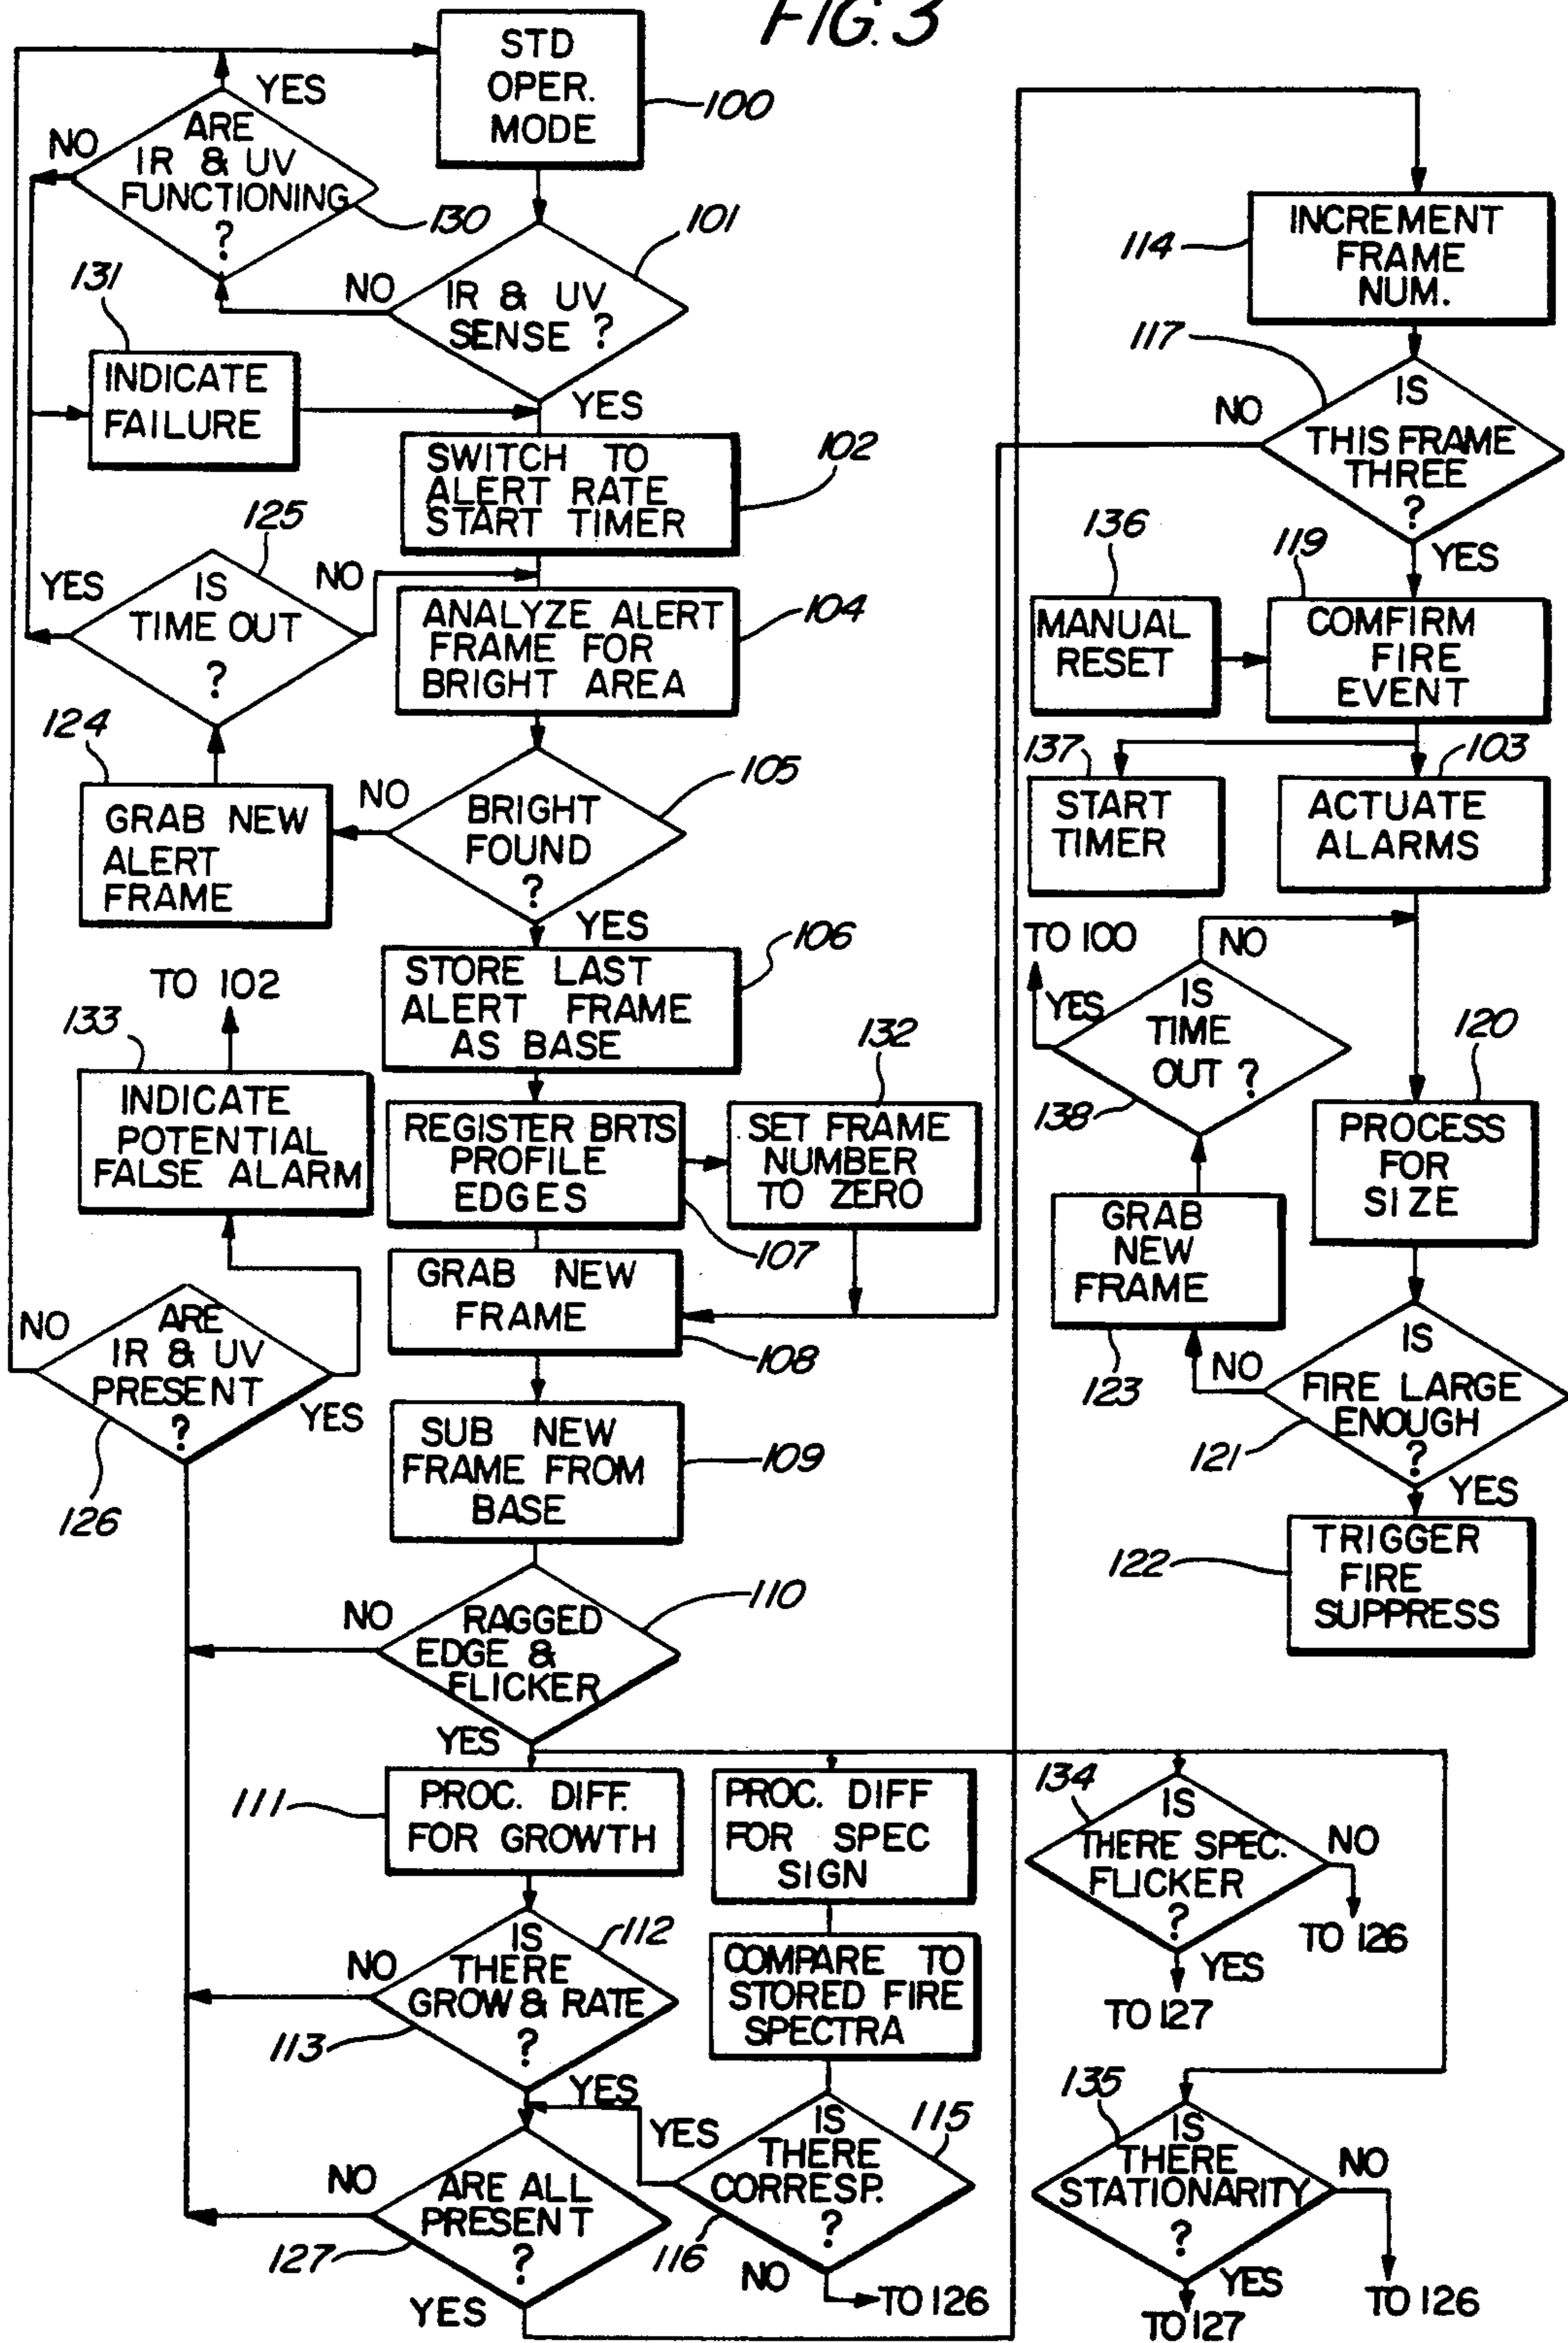 FIG. 3
STD
OPER.
MODE
100
YES
ARE
IR & UV
FUNCTIONING
?
NO
130
101
IR & UV
SENSE ?
NO
YES
131
INDICATE
FAILURE
SWITCH TO
ALERT RATE
START TIMER
102
125
IS
TIME OUT
?
YES
NO
ANALYZE ALERT
FRAME FOR
BRIGHT AREA
104
124
GRAB NEW
ALERT
FRAME
NO
BRIGHT
FOUND
?
105
YES
STORE LAST
ALERT FRAME
AS BASE
106
TO 102
133
INDICATE
POTENTIAL
FALSE ALARM
REGISTER BRTS
PROFILE
EDGES
107
132
SET FRAME
NUMBER
TO ZERO
GRAB NEW
FRAME
108
NO
ARE
IR & UV
PRESENT
?
YES
126
SUB NEW
FRAME FROM
BASE
109
NO
RAGGED
EDGE &
FLICKER
110
YES
111
PROC. DIFF.
FOR GROWTH
PROC. DIFF
FOR SPEC
SIGN
NO
IS
THERE
GROW & RATE
?
112
113
YES
COMPARE TO
STORED FIRE
SPECTRA
NO
ARE ALL
PRESENT
?
127
YES
YES
IS
THERE
CORRESP.
?
115
116
NO
TO 126
114
INCREMENT
FRAME
NUM.
117
NO
IS
THIS FRAME
THREE
?
YES
136
MANUAL
RESET
119
COMFIRM
FIRE
EVENT
137
START
TIMER
103
ACTUATE
ALARMS
TO 100
YES
NO
IS
TIME
OUT ?
138
120
PROCESS
FOR
SIZE
GRAB
NEW
FRAME
123
NO
IS
FIRE LARGE
ENOUGH
?
121
YES
122
TRIGGER
FIRE
SUPPRESS
134
IS
THERE SPEC.
FLICKER
?
NO
TO 126
YES
TO 127
135
IS
THERE
STATIONARITY
?
NO
TO 126
YES
TO 127